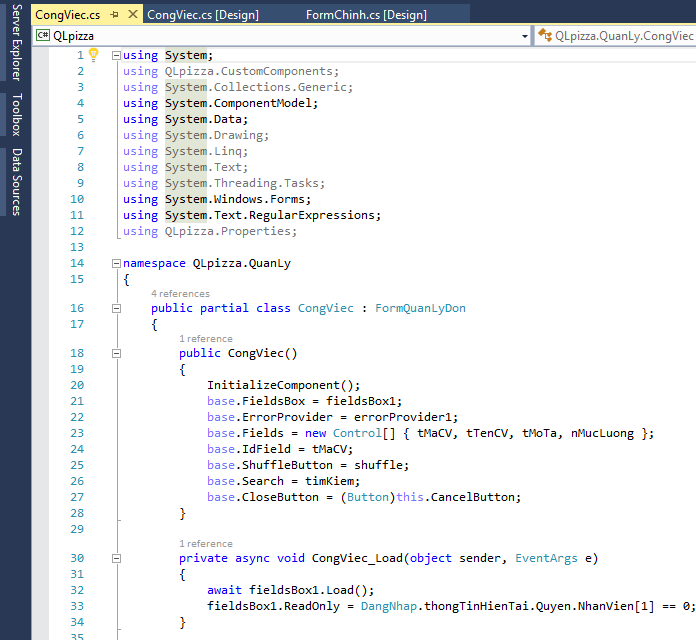 CongViec.cs
CongViec.cs [Design]
FormChinh.cs [Design]
Server Explorer
Toolbox
Data Sources
C# QLpizza
QLpizza.QuanLy.CongViec
1 using System;
2 using QLpizza.CustomComponents;
3 using System.Collections.Generic;
4 using System.ComponentModel;
5 using System.Data;
6 using System.Drawing;
7 using System.Linq;
8 using System.Text;
9 using System.Threading.Tasks;
10 using System.Windows.Forms;
11 using System.Text.RegularExpressions;
12 using QLpizza.Properties;
13
14 namespace QLpizza.QuanLy
15 {
4 references
16 public partial class CongViec : FormQuanLyDon
17 {
1 reference
18 public CongViec()
19 {
20 InitializeComponent();
21 base.FieldsBox = fieldsBox1;
22 base.ErrorProvider = errorProvider1;
23 base.Fields = new Control[] { tMaCV, tTenCV, tMoTa, nMucLuong };
24 base.IdField = tMaCV;
25 base.ShuffleButton = shuffle;
26 base.Search = timKiem;
27 base.CloseButton = (Button)this.CancelButton;
28 }
29
1 reference
30 private async void CongViec_Load(object sender, EventArgs e)
31 {
32 await fieldsBox1.Load();
33 fieldsBox1.ReadOnly = DangNhap.thongTinHienTai.Quyen.NhanVien[1] == 0;
34 }
35